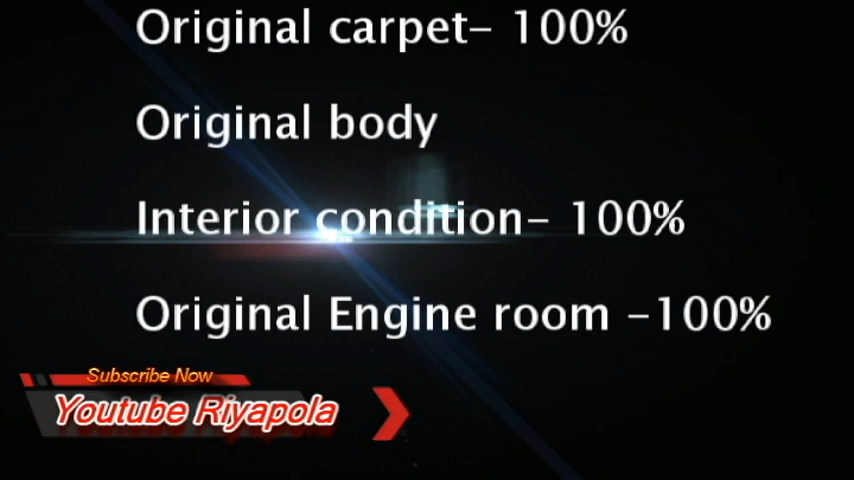 Original carpet- 100%
Original body
Interior condition- 100%
Original Engine room -100%
Subscribe Now
Youtube Riyapola